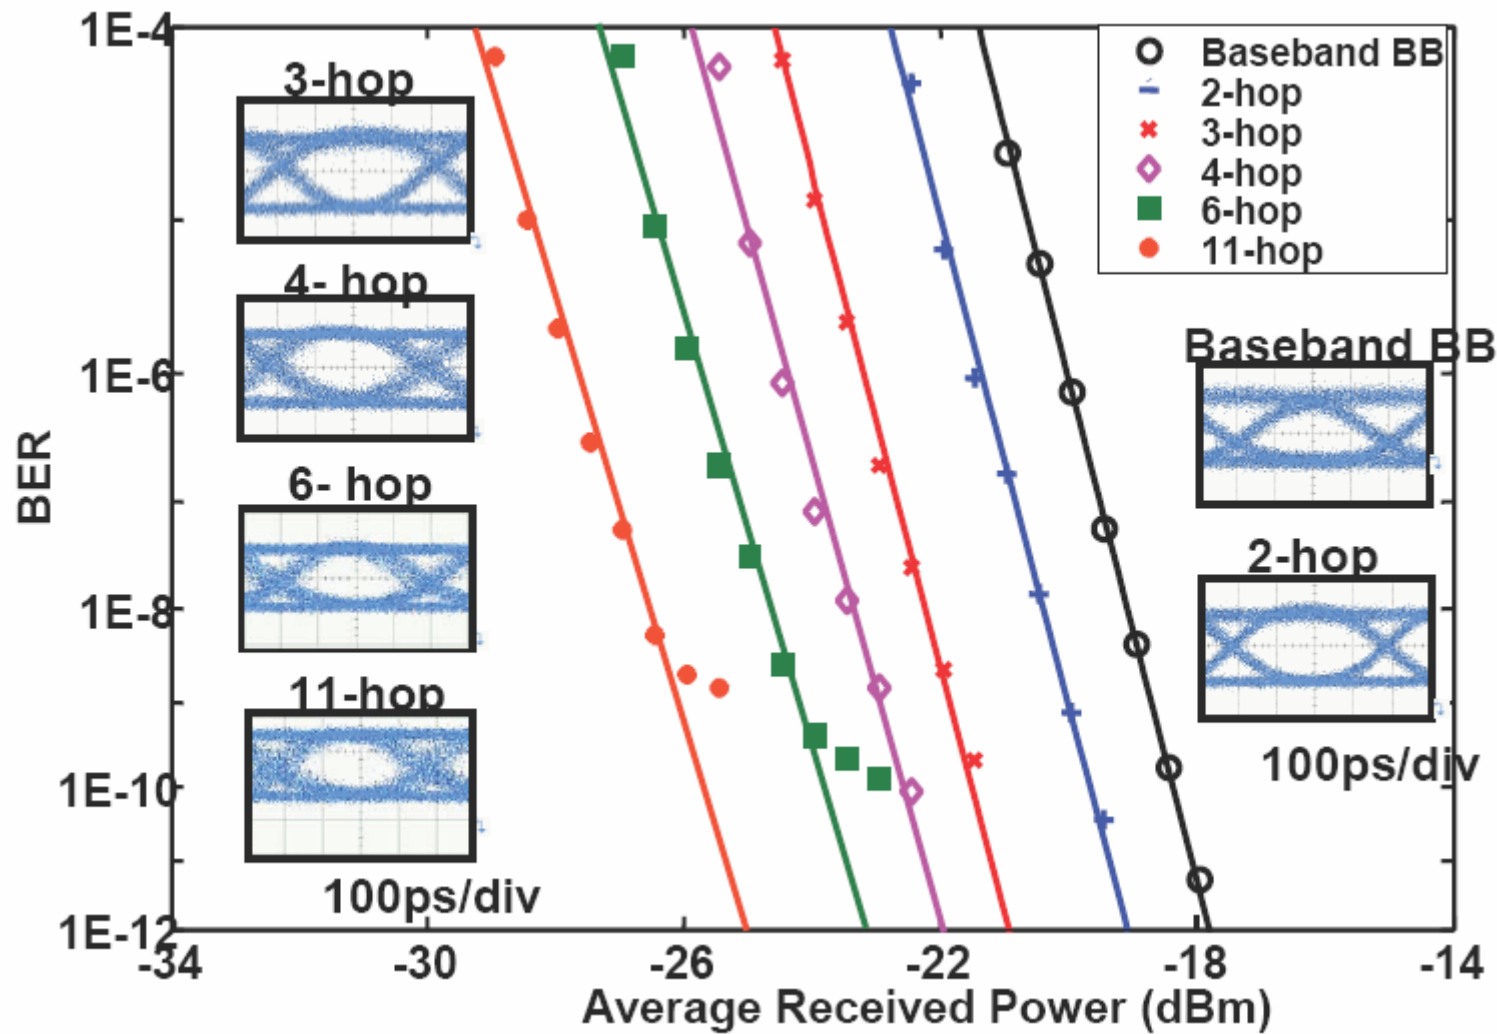 1E-4
1E-6
1E-8
1E-10
1E-12
BER
3-hop
4- hop
6- hop
11-hop
100ps/div
Baseband BB
2-hop
3-hop
4-hop
6-hop
11-hop
Baseband BB
2-hop
100ps/div
-34
-30
-26
-22
-18
-14
Average Received Power (dBm)